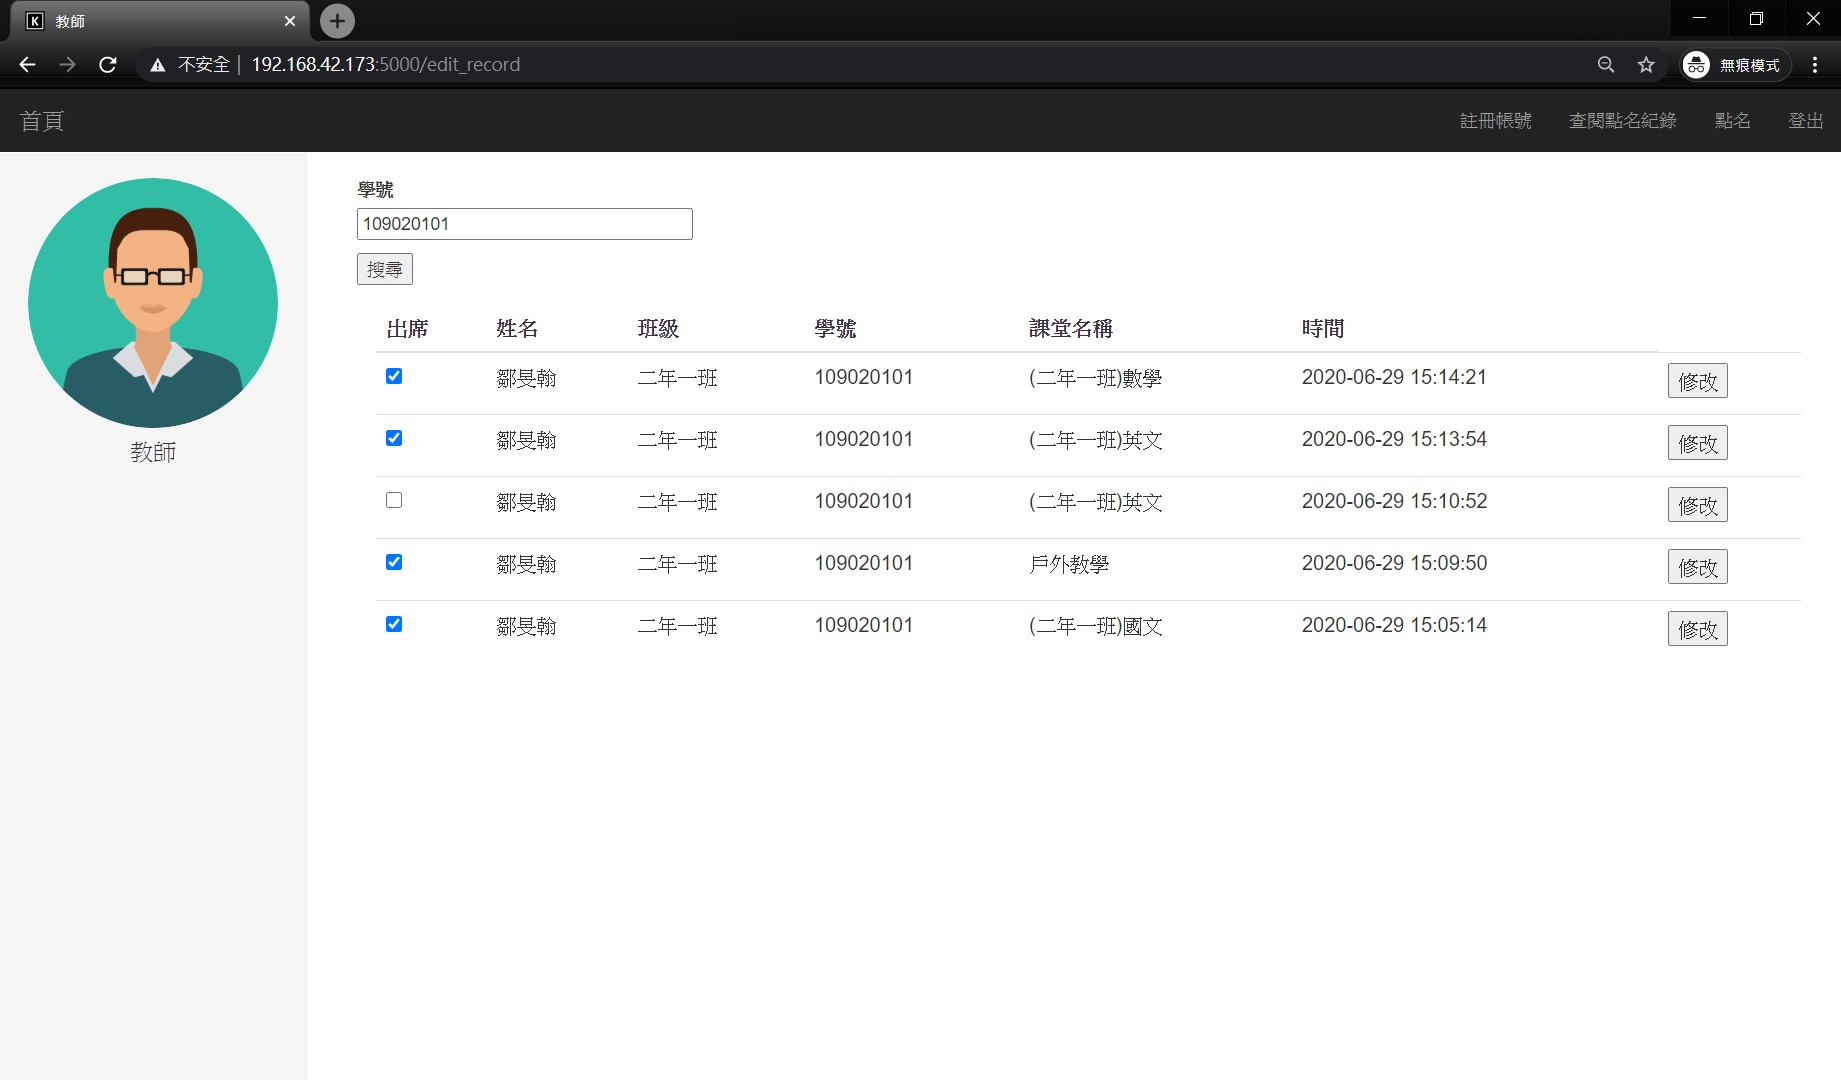 K 教師
不安全 | 192.168.42.173:5000/edit_record 無痕模式
首頁 註冊帳號 查閱點名紀錄 點名 登出
教師
學號
109020101
搜尋
出席 姓名 班級 學號 課堂名稱 時間
鄒旻翰 二年一班 109020101 (二年一班)數學 2020-06-29 15:14:21 修改
鄒旻翰 二年一班 109020101 (二年一班)英文 2020-06-29 15:13:54 修改
鄒旻翰 二年一班 109020101 (二年一班)英文 2020-06-29 15:10:52 修改
鄒旻翰 二年一班 109020101 戶外教學 2020-06-29 15:09:50 修改
鄒旻翰 二年一班 109020101 (二年一班)國文 2020-06-29 15:05:14 修改